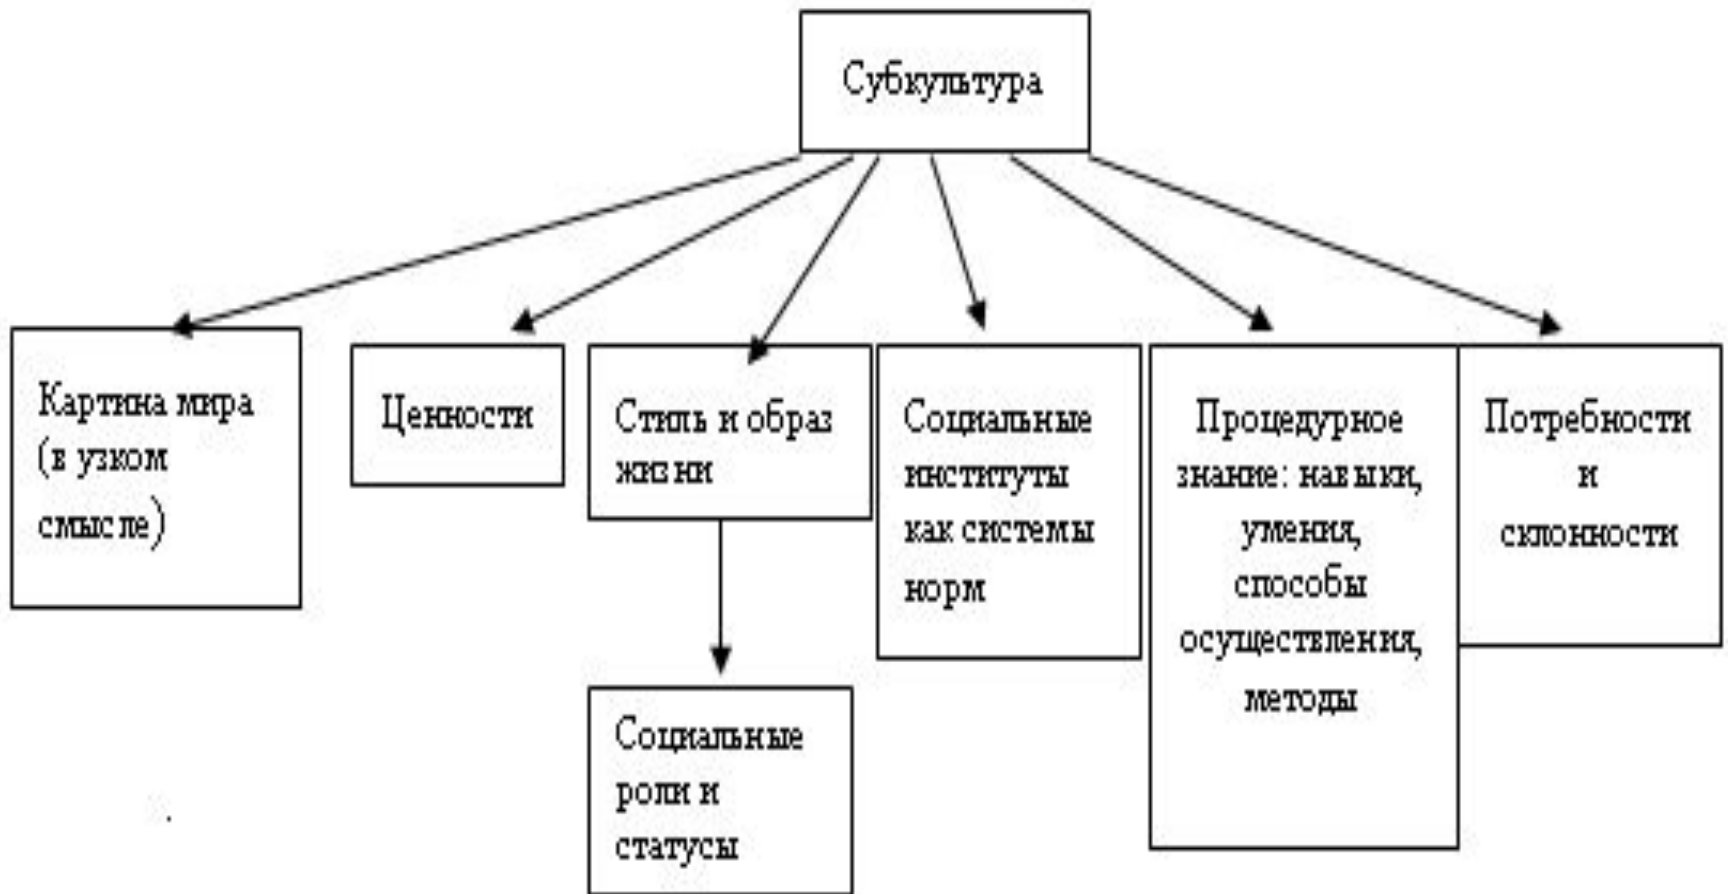 Субкультура
Картина мира
(в узком
смысле)
Ценности
Стиль и образ
жизни
Социальные
институты
как системы
норм
Процедурное
знание: навыки,
умения,
способы
осуществления,
методы
Потребности
и
склонности
Социальные
роли и
статусы